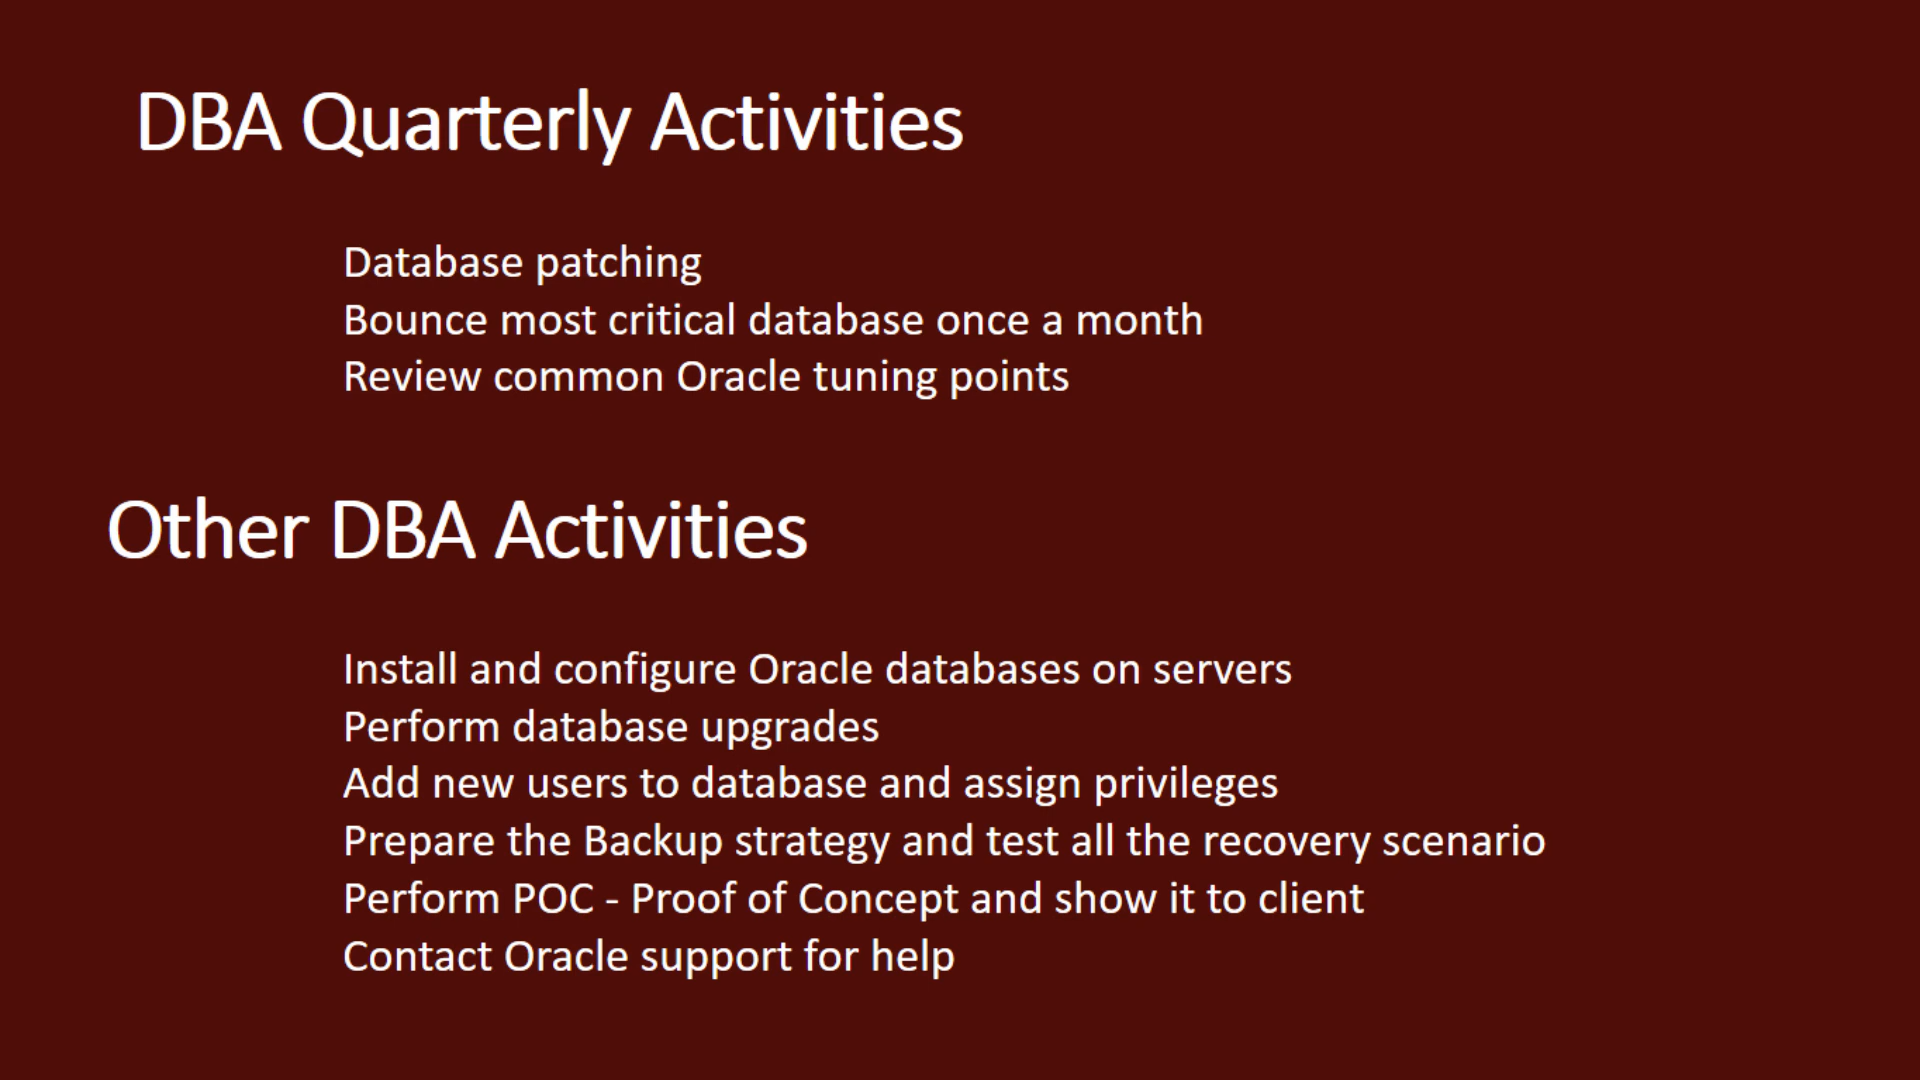 DBA Quarterly Activities
Database patching
Bounce most critical database once a month
Review common Oracle tuning points
Other DBA Activities
Install and configure Oracle databases on servers
Perform database upgrades
Add new users to database and assign privileges
Prepare the Backup strategy and test all the recovery scenario
Perform POC - Proof of Concept and show it to client
Contact Oracle support for help